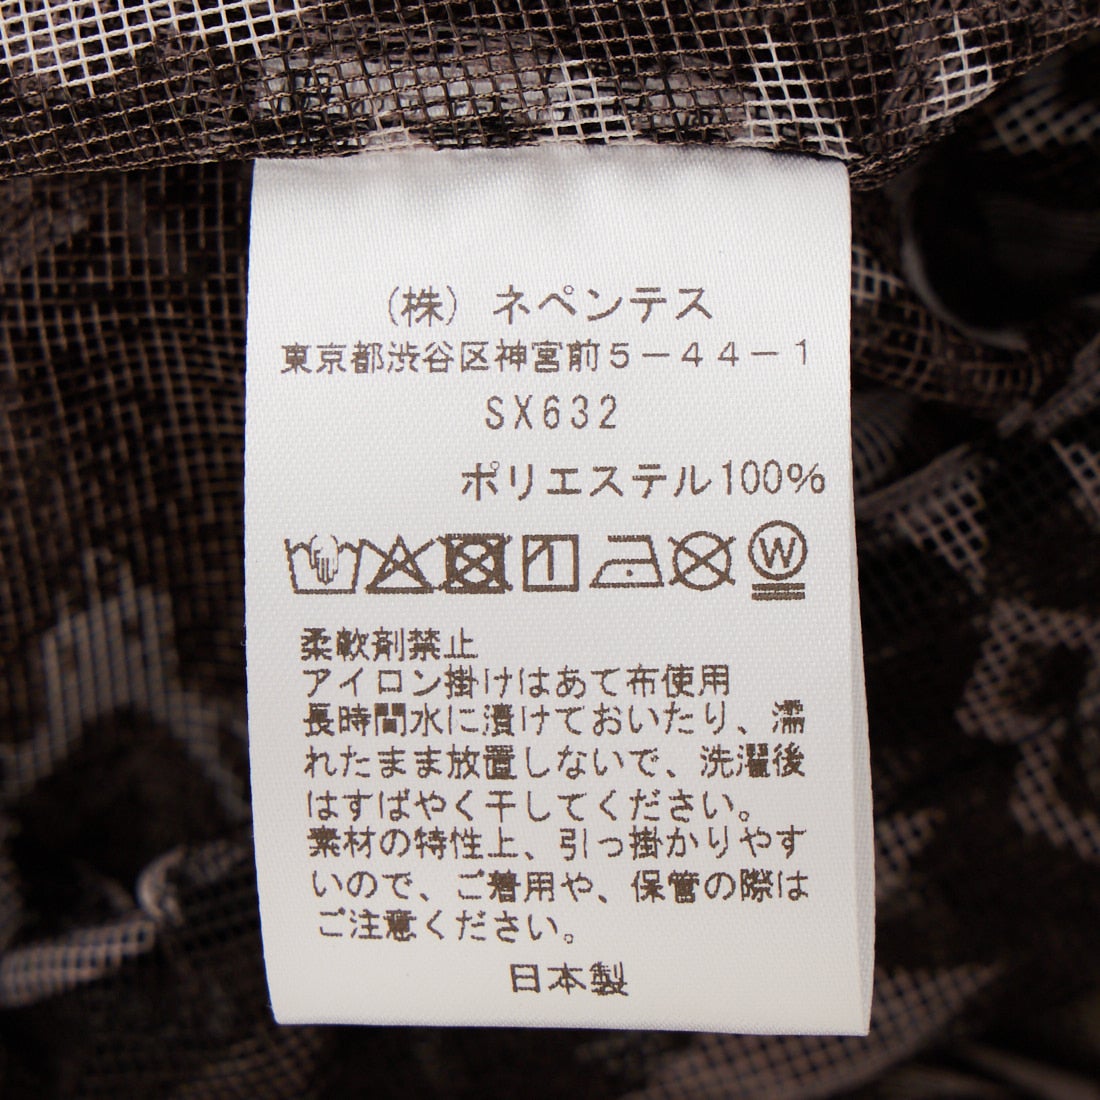 （株）ネペンテス
東京都渋谷区神宮前５－４４－１
SX632
ポリエステル100%
W
柔軟剤禁止
アイロン掛けはあて布使用
長時間水に漬けておいたり、濡
れたまま放置しないで、洗濯後
はすばやく干してください。
素材の特性上、引っ掛かりやす
いので、ご着用や、保管の際は
ご注意ください。
日本製